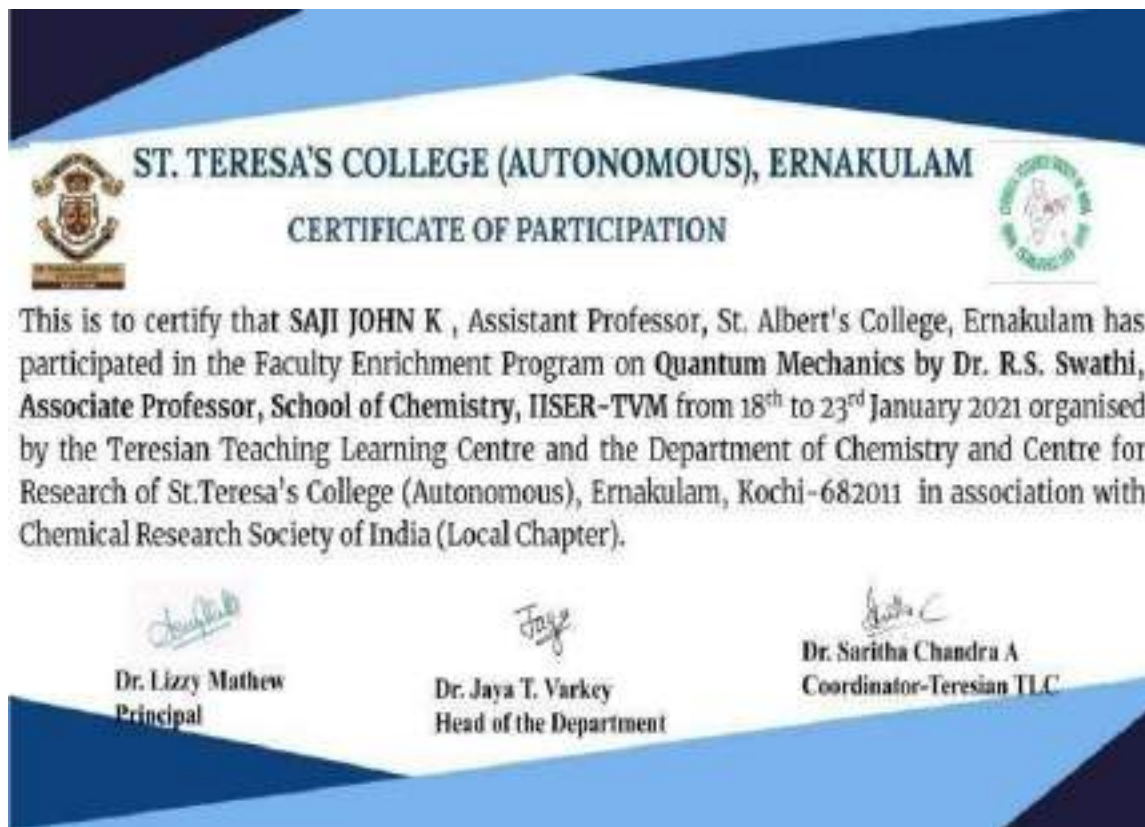 ST. TERESA'S COLLEGE (AUTONOMOUS), ERNAKULAM
CERTIFICATE OF PARTICIPATION
This is to certify that SAJI JOHN K , Assistant Professor, St. Albert's College, Ernakulam has
participated in the Faculty Enrichment Program on Quantum Mechanics by Dr. R.S. Swathi,
Associate Professor, School of Chemistry, IISER-TVM from 18th to 23rd January 2021 organised
by the Teresian Teaching Learning Centre and the Department of Chemistry and Centre for
Research of St.Teresa's College (Autonomous), Ernakulam, Kochi-682011 in association with
Chemical Research Society of India (Local Chapter).
Jaya
Dr. Lizzy Mathew
Principal
Dr. Jaya T. Varkey
Head of the Department
Dr. Saritha Chandra A
Coordinator-Teresian TLC